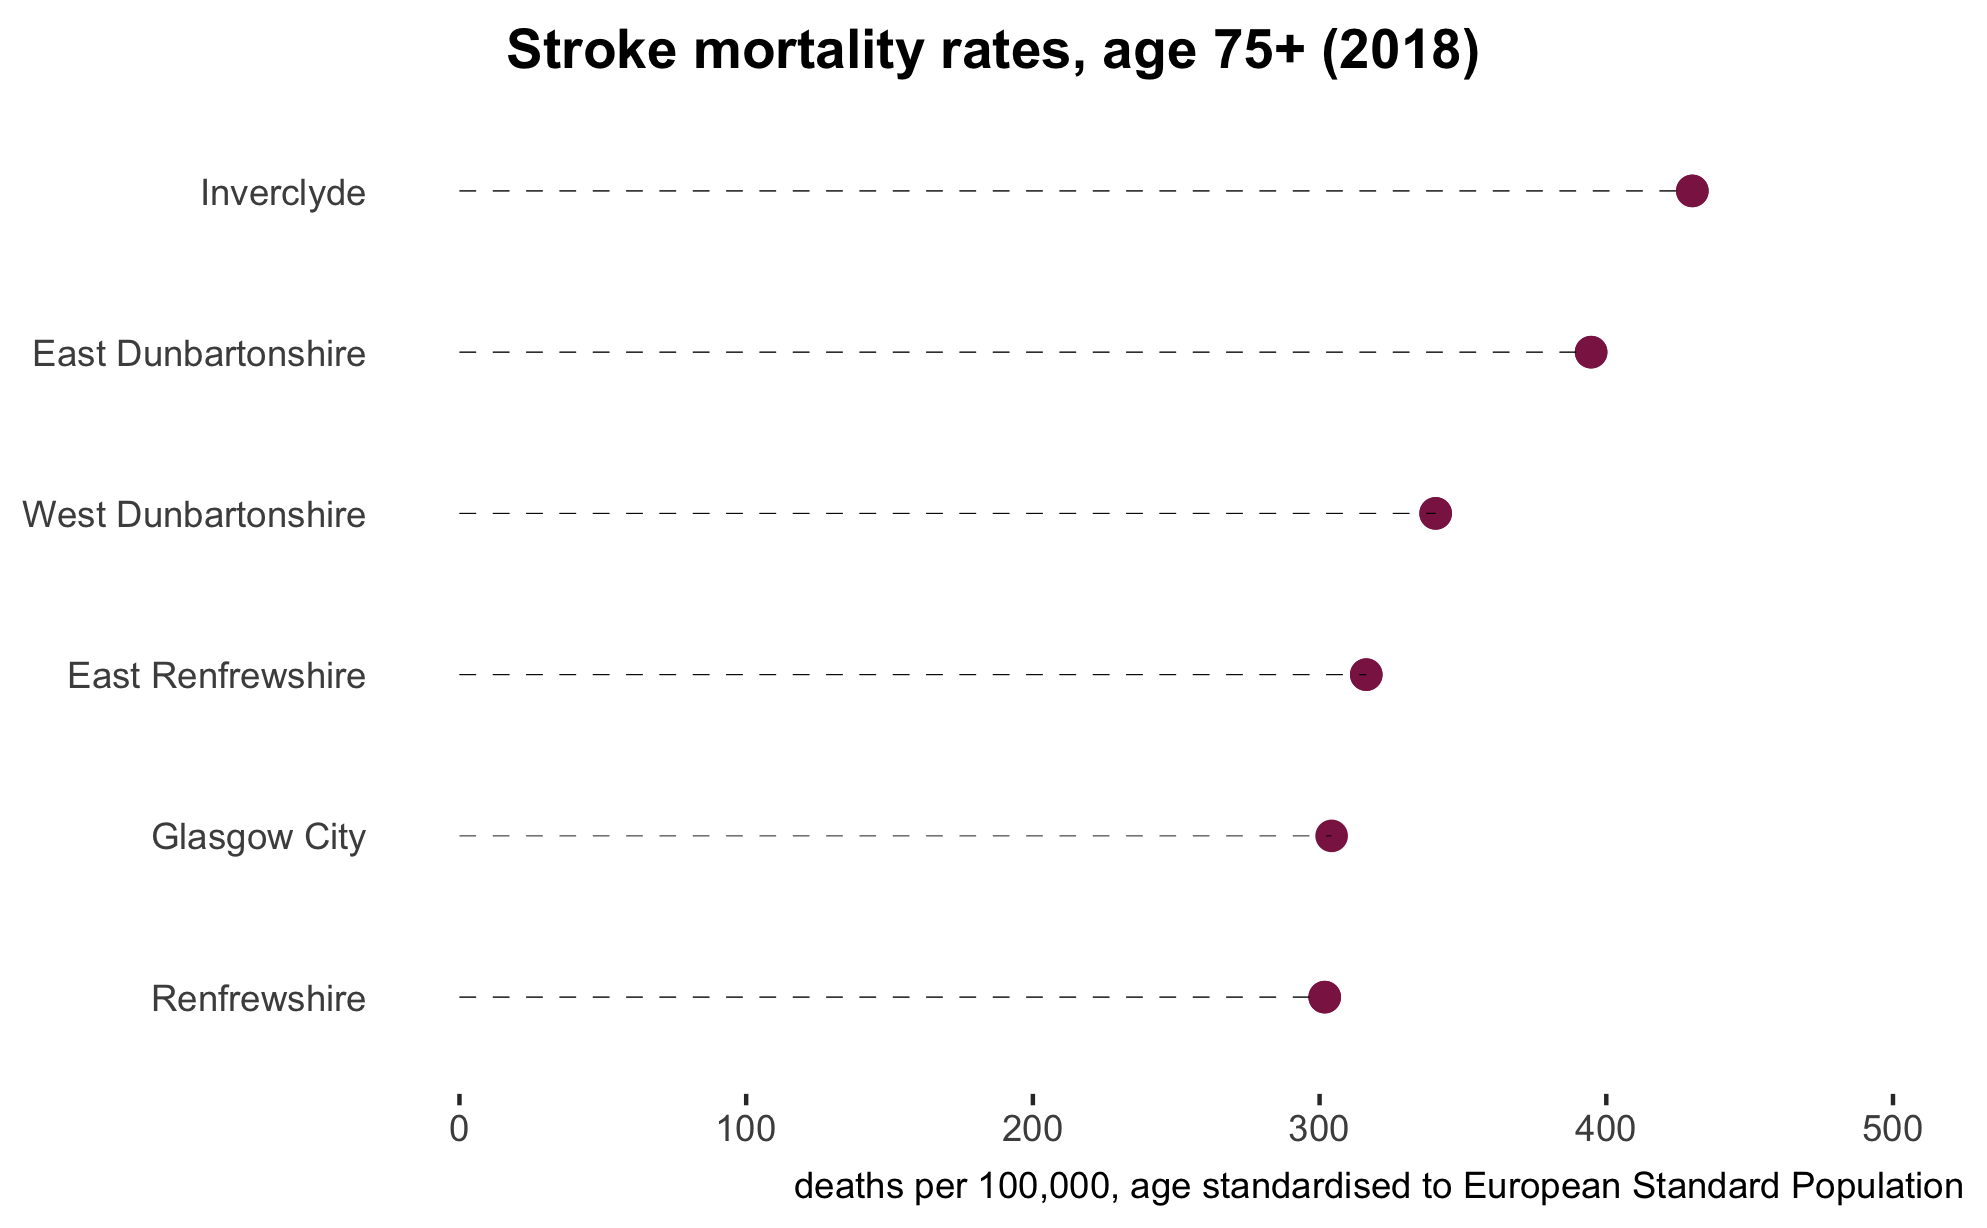 Stroke mortality rates, age 75+ (2018)
Inverclyde
East Dunbartonshire
West Dunbartonshire
East Renfrewshire
Glasgow City
Renfrewshire
0 100 200 300 400 500
deaths per 100,000, age standardised to European Standard Population